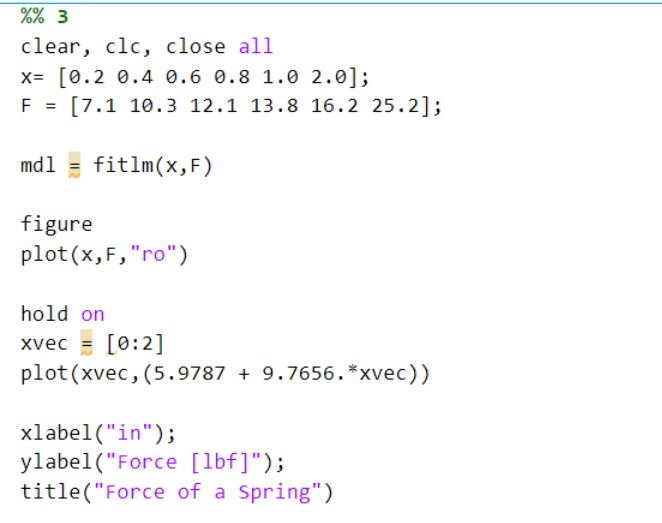 %% 3
clear, clc, close all
x= [0.2 0.4 0.6 0.8 1.0 2.0];
F = [7.1 10.3 12.1 13.8 16.2 25.2];
mdl = fitlm(x,F)
figure
plot(x,F,"ro")
hold on
xvec = [0:2]
plot(xvec,(5.9787 + 9.7656.*xvec))
xlabel("in");
ylabel("Force [lbf]");
title("Force of a Spring")